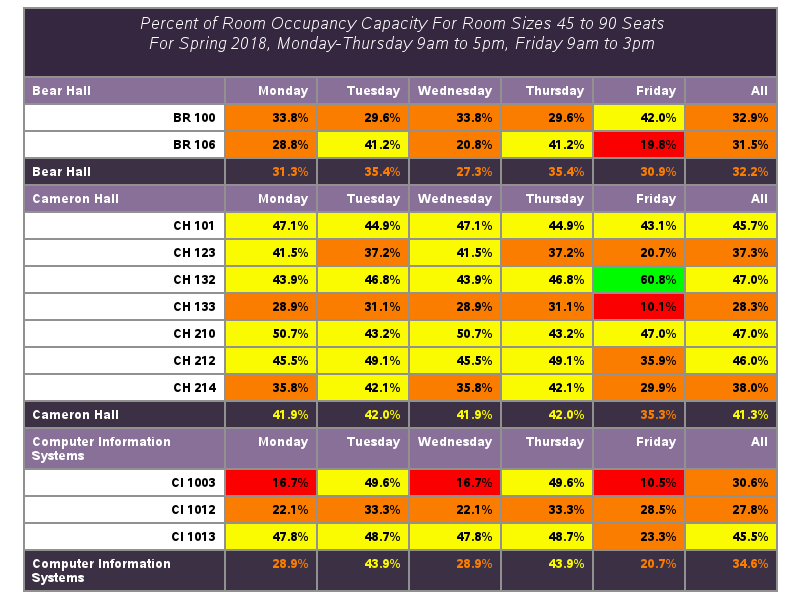 Percent of Room Occupancy Capacity For Room Sizes 45 to 90 Seats
For Spring 2018, Monday-Thursday 9am to 5pm, Friday 9am to 3pm
Bear Hall Monday Tuesday Wednesday Thursday Friday All
BR 100 33.8% 29.6% 33.8% 29.6% 42.0% 32.9%
BR 106 28.8% 41.2% 20.8% 41.2% 19.8% 31.5%
Bear Hall 31.3% 35.4% 27.3% 35.4% 30.9% 32.2%
Cameron Hall Monday Tuesday Wednesday Thursday Friday All
CH 101 47.1% 44.9% 47.1% 44.9% 43.1% 45.7%
CH 123 41.5% 37.2% 41.5% 37.2% 20.7% 37.3%
CH 132 43.9% 46.8% 43.9% 46.8% 60.8% 47.0%
CH 133 28.9% 31.1% 28.9% 31.1% 10.1% 28.3%
CH 210 50.7% 43.2% 50.7% 43.2% 47.0% 47.0%
CH 212 45.5% 49.1% 45.5% 49.1% 35.9% 46.0%
CH 214 35.8% 42.1% 35.8% 42.1% 29.9% 38.0%
Cameron Hall 41.9% 42.0% 41.9% 42.0% 35.3% 41.3%
Computer Information Monday Tuesday Wednesday Thursday Friday All
Systems
CI 1003 16.7% 49.6% 16.7% 49.6% 10.5% 30.6%
CI 1012 22.1% 33.3% 22.1% 33.3% 28.5% 27.8%
CI 1013 47.8% 48.7% 47.8% 48.7% 23.3% 45.5%
Computer Information 28.9% 43.9% 28.9% 43.9% 20.7% 34.6%
Systems